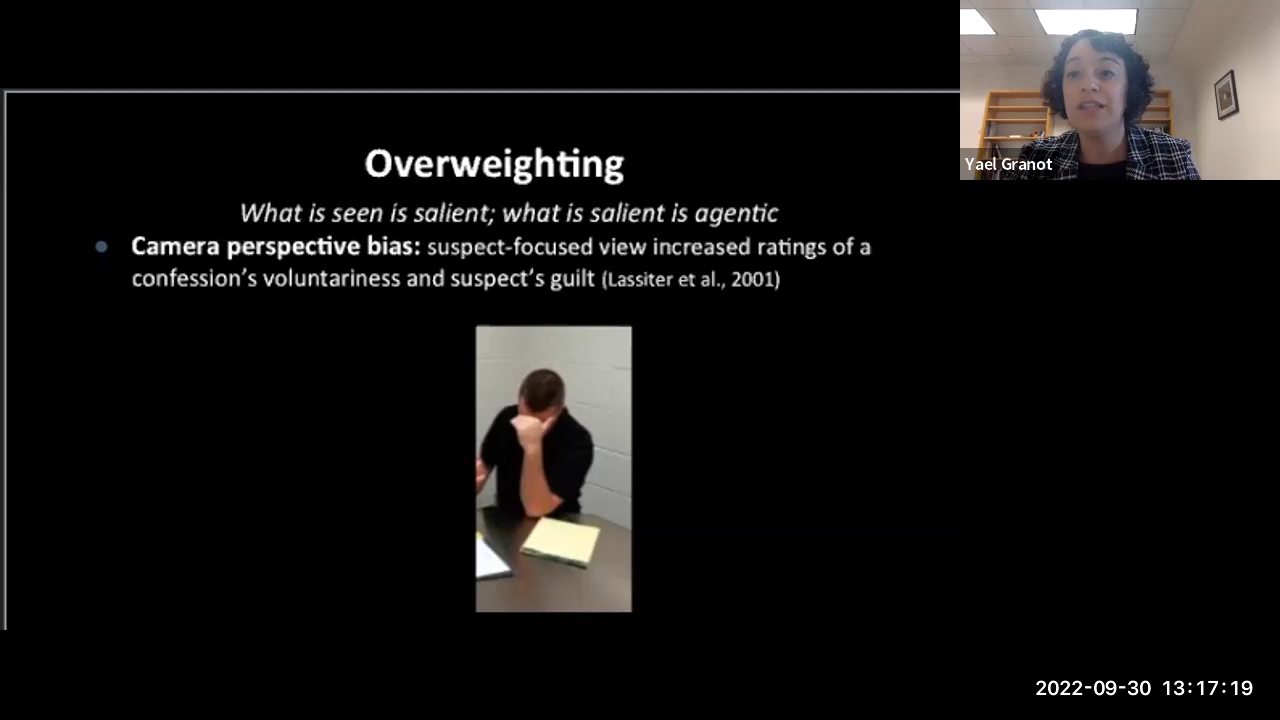 Overweighting
What is seen is salient; what is salient is agentic
Camera perspective bias: suspect-focused view increased ratings of a
confession's voluntariness and suspect's guilt (Lassiter et al., 2001)
Yael Granot
2022-09-30 13:17:19